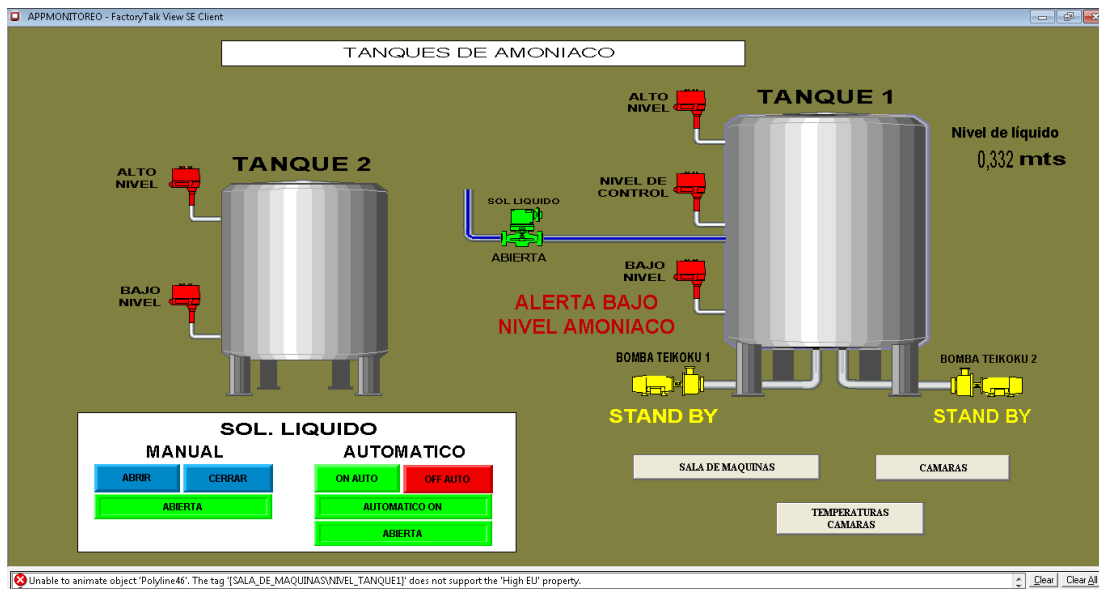 APPMONITOREO - FactoryTalk View SE Client
TANQUES DE AMONIACO
ALTO
NIVEL
TANQUE 1
Nivel de líquido
0,332 mts
ALTO
NIVEL
TANQUE 2
NIVEL DE
CONTROL
SOL LIQUIDO
ABIERTA
BAJO
NIVEL
BAJO
NIVEL
ALERTA BAJO
NIVEL AMONIACO
BOMBA TEIKOKU 1
BOMBA TEIKOKU 2
STAND BY
STAND BY
SOL. LIQUIDO
MANUAL
AUTOMATICO
ABRIR
CERRAR
ON AUTO
OFF AUTO
ABIERTA
AUTOMATICO ON
ABIERTA
SALA DE MAQUINAS
CAMARAS
TEMPERATURAS
CAMARAS
Unable to animate object 'Polyline46'. The tag '{SALA_DE_MAQUINAS\NIVEL_TANQUE1}' does not support the 'High EU' property.
Clear
Clear All